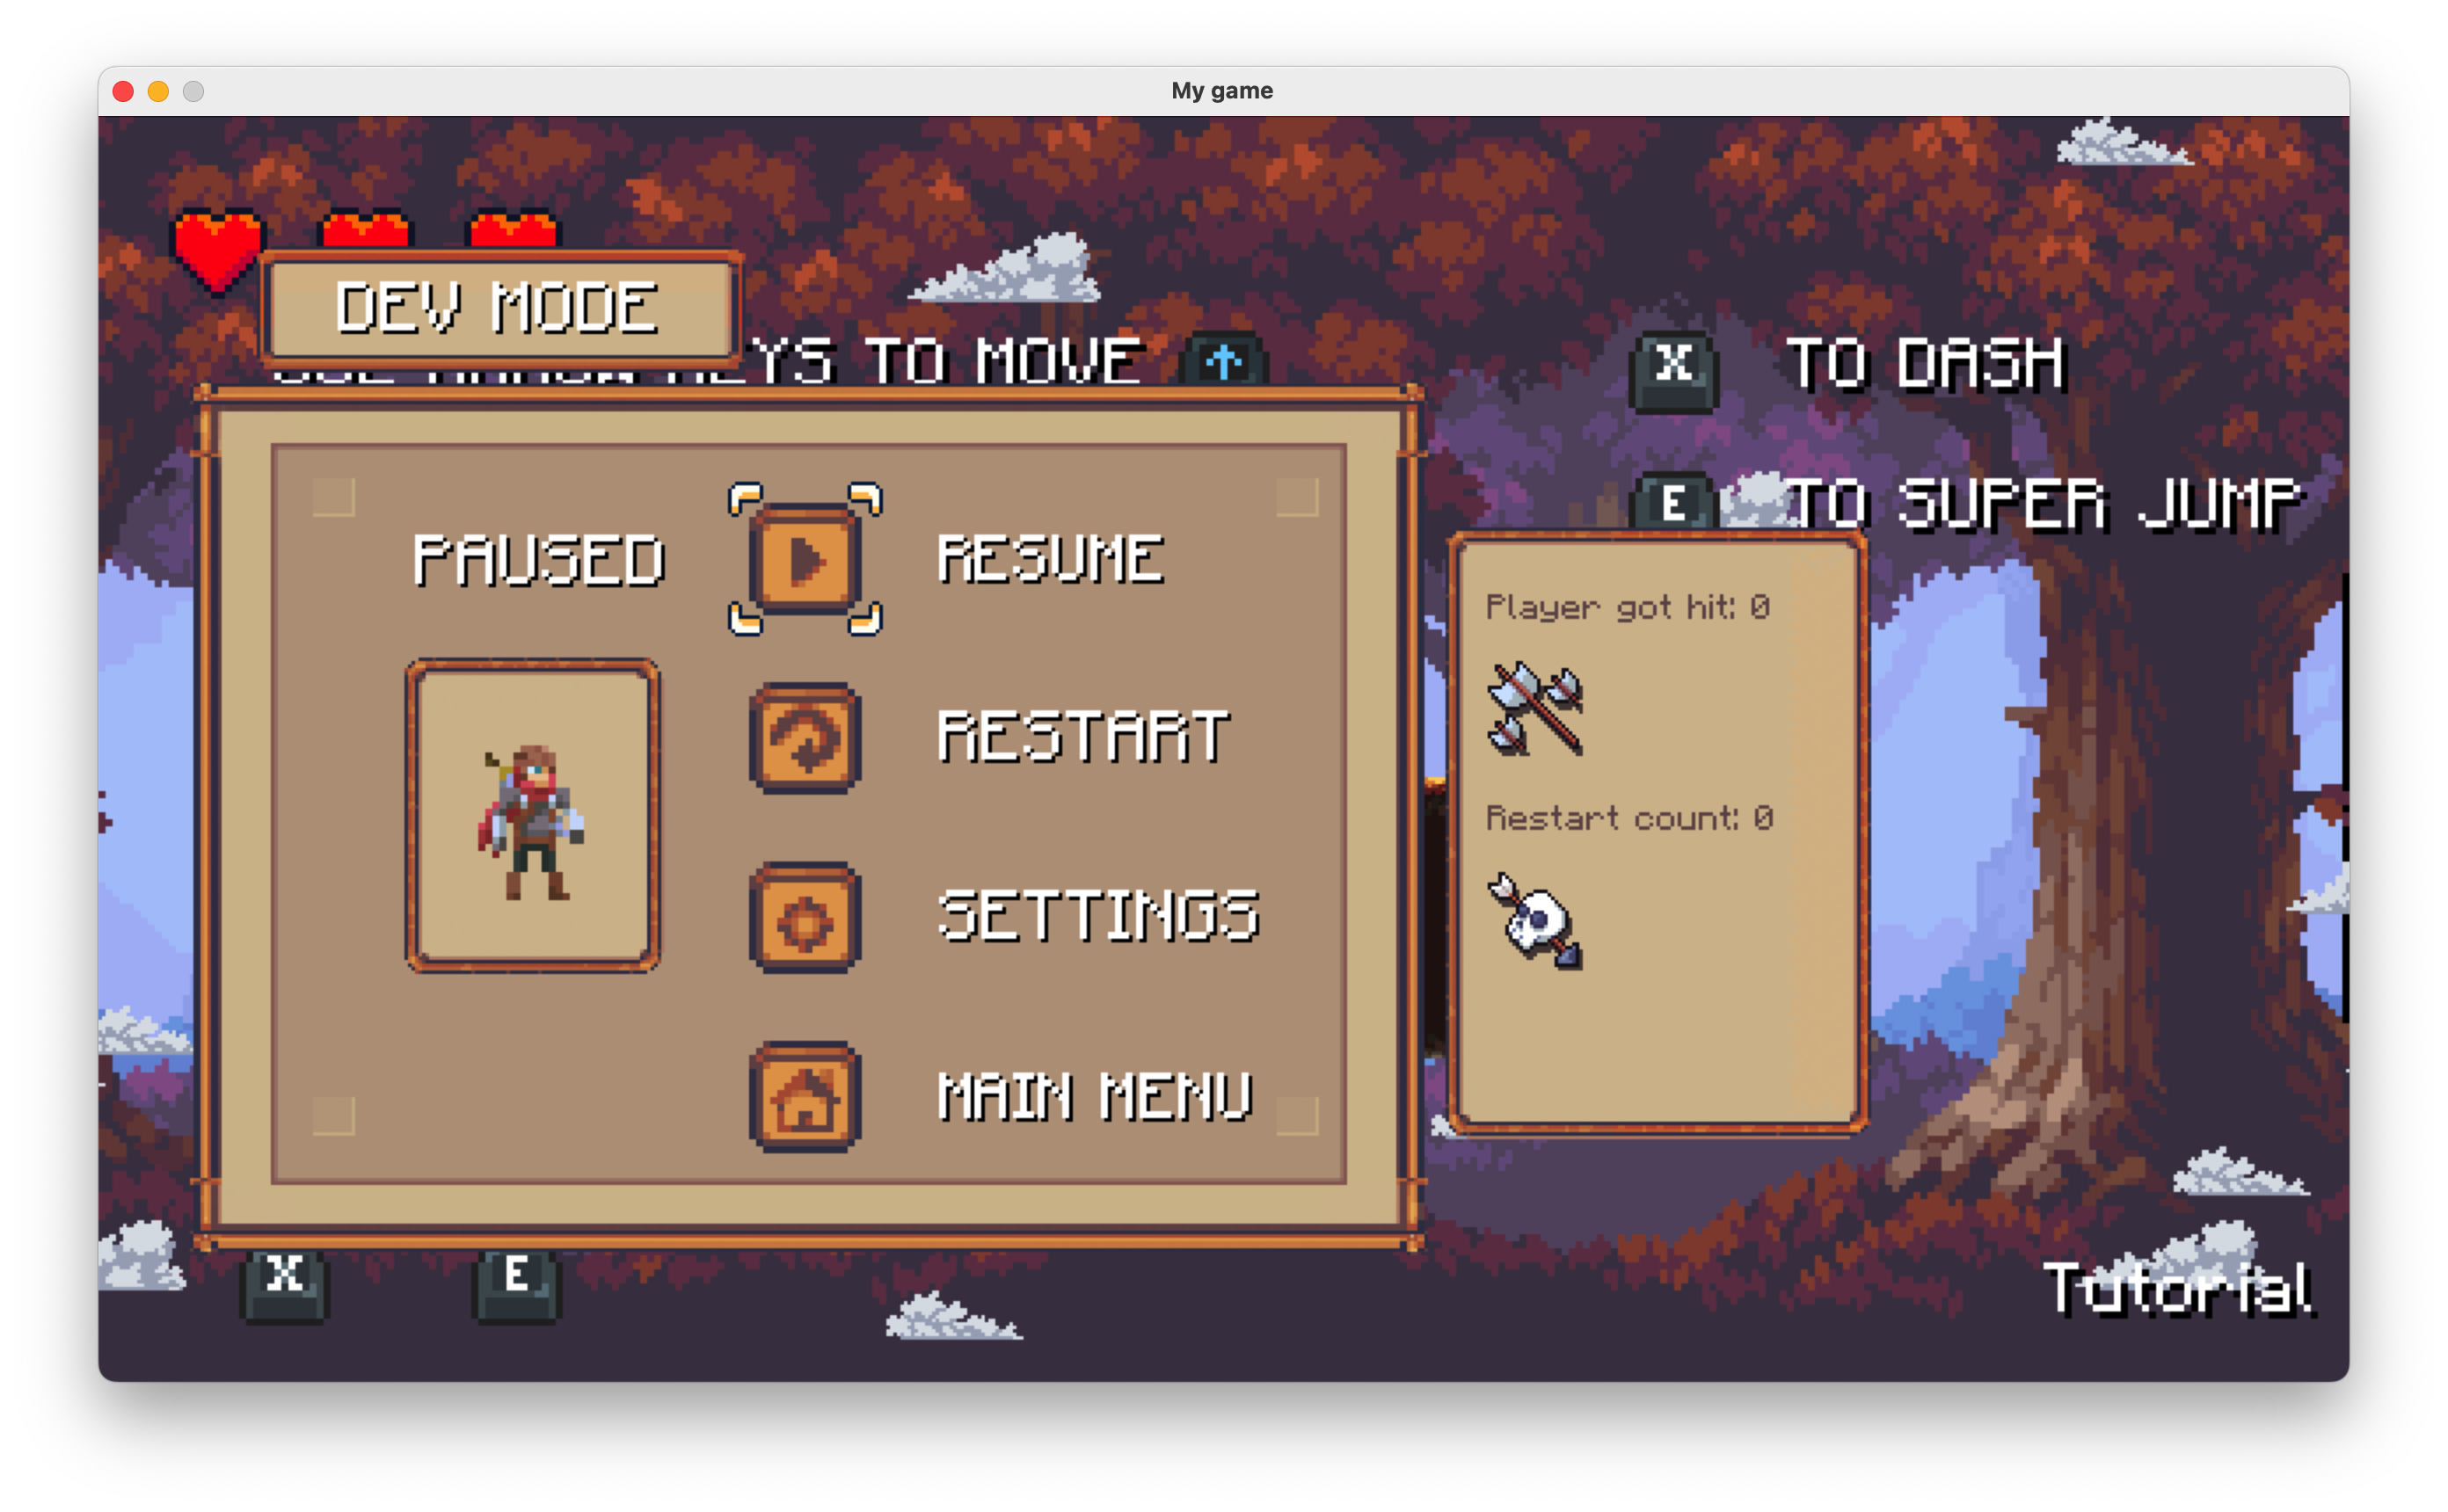 My game
DEV MODE
YS TO MOVE
X TO DASH
E TO SUPER JUMP
PAUSED
RESUME
RESTART
SETTINGS
MAIN MENU
Player got hit: 0
Restart count: 0
X E
Tutorial